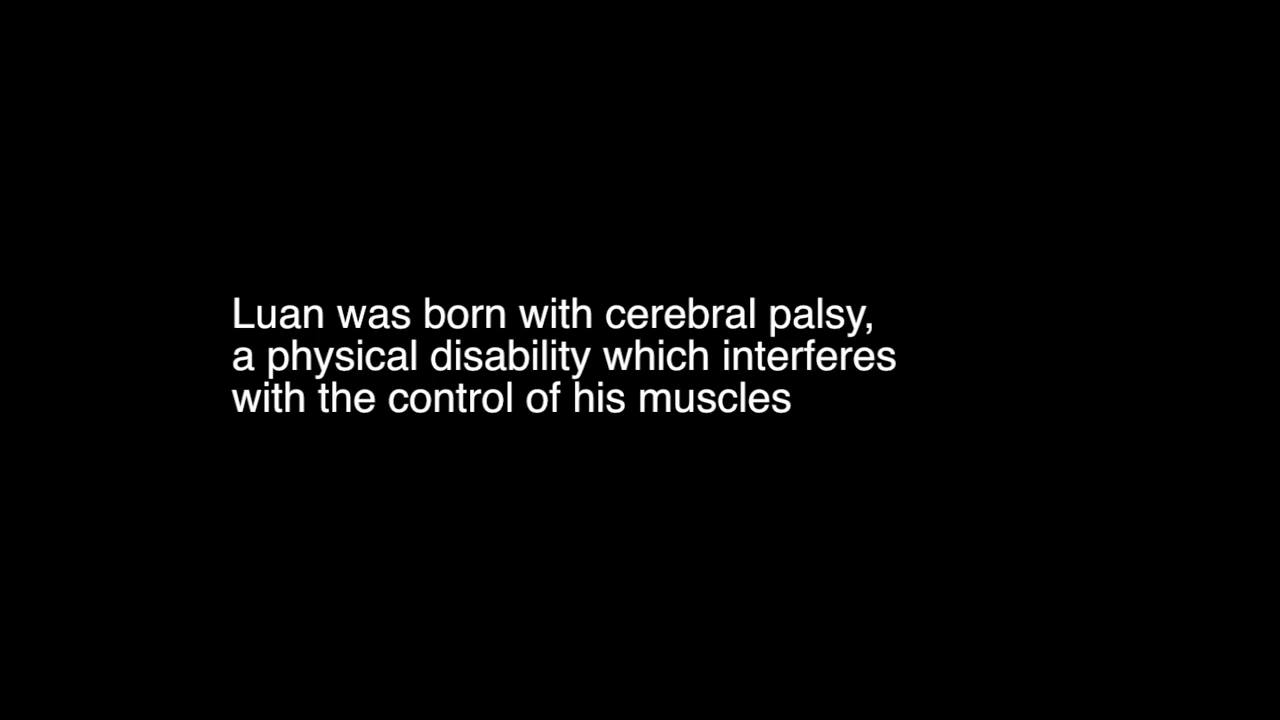 Luan was born with cerebral palsy,
a physical disability which interferes
with the control of his muscles